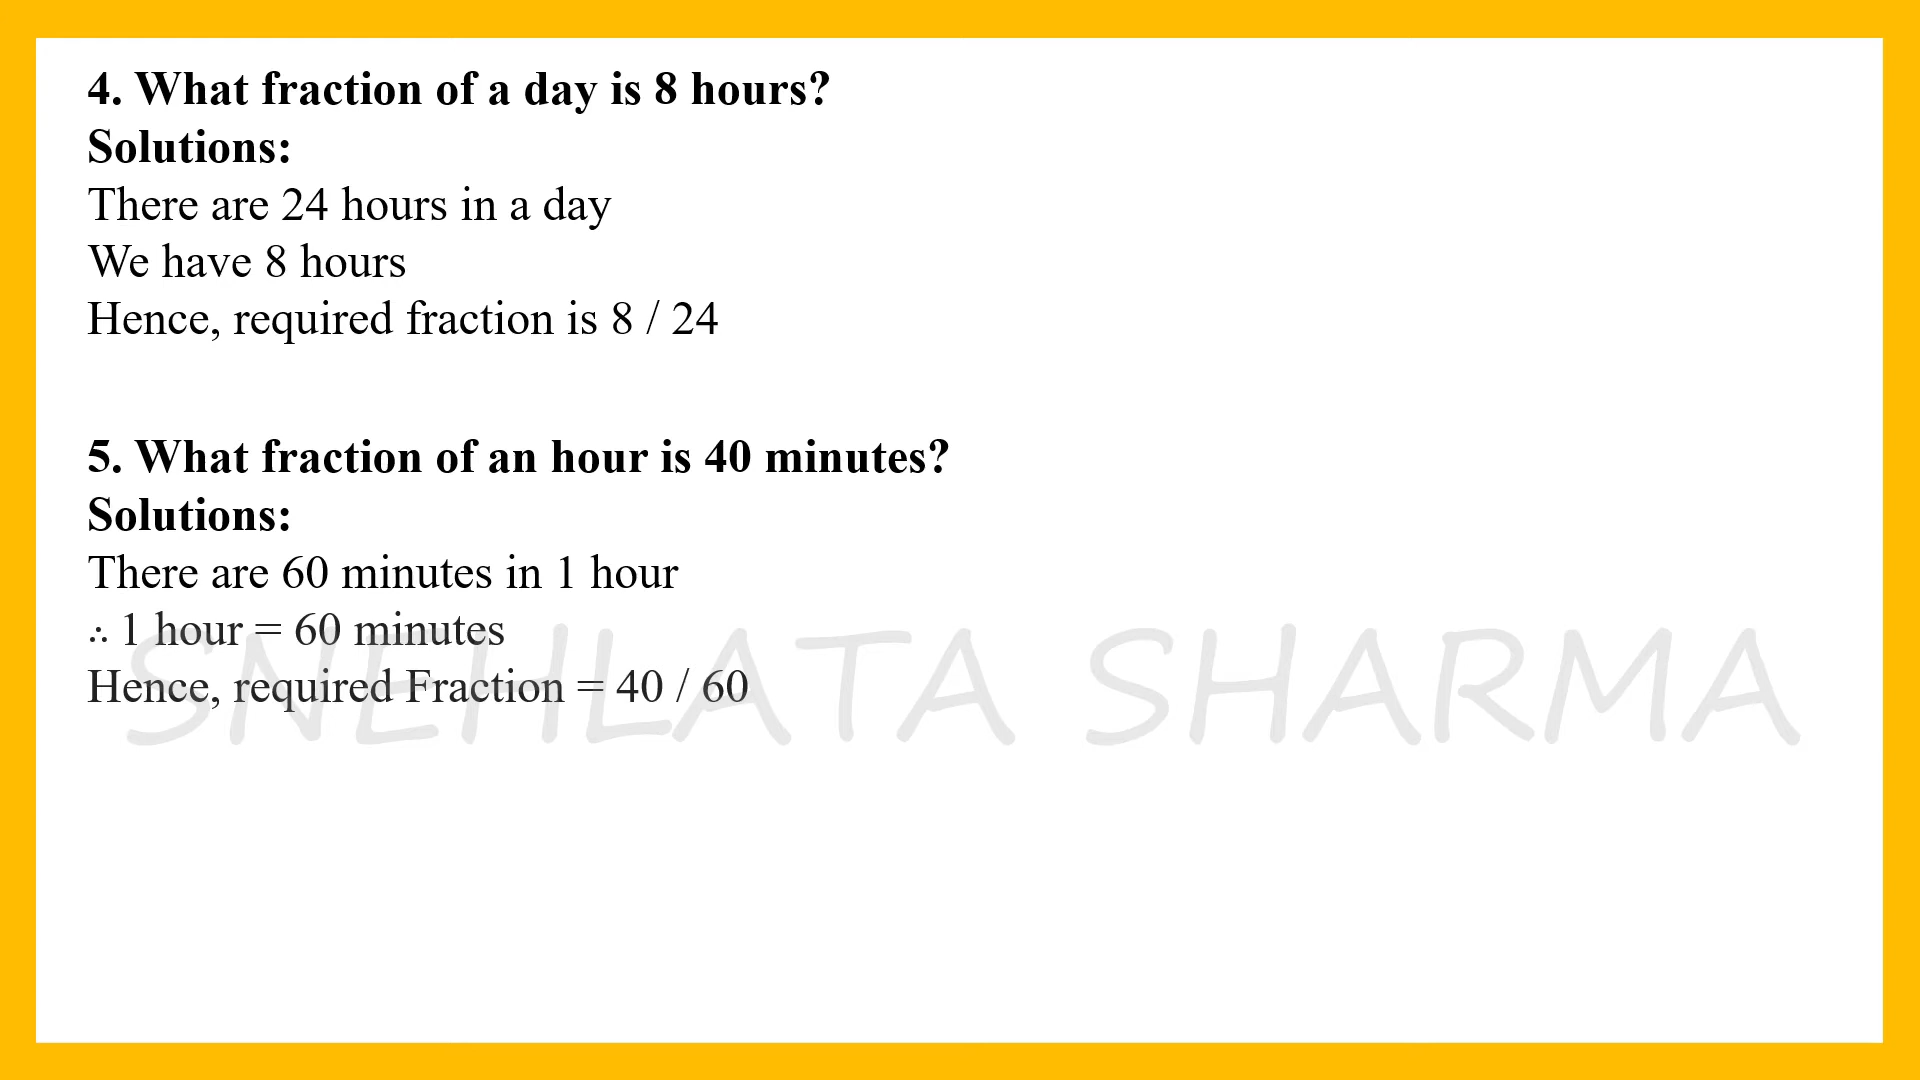 4. What fraction of a day is 8 hours?
Solutions:
There are 24 hours in a day
We have 8 hours
Hence, required fraction is 8 / 24
5. What fraction of an hour is 40 minutes?
Solutions:
There are 60 minutes in 1 hour
∴ 1 hour = 60 minutes
Hence, required Fraction = 40 / 60
SNEHLATA SHARMA